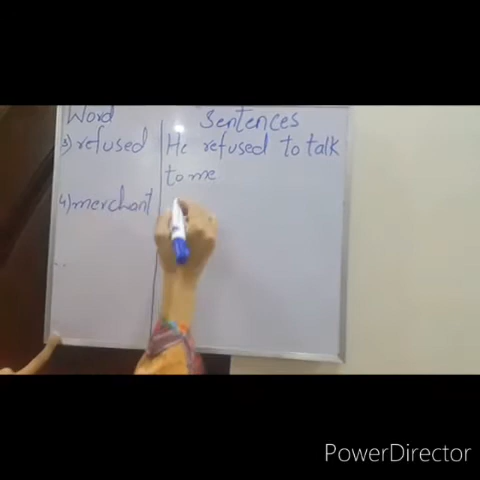 Word Sentences
3) refused He refused to talk
to me
4) merchant
PowerDirector